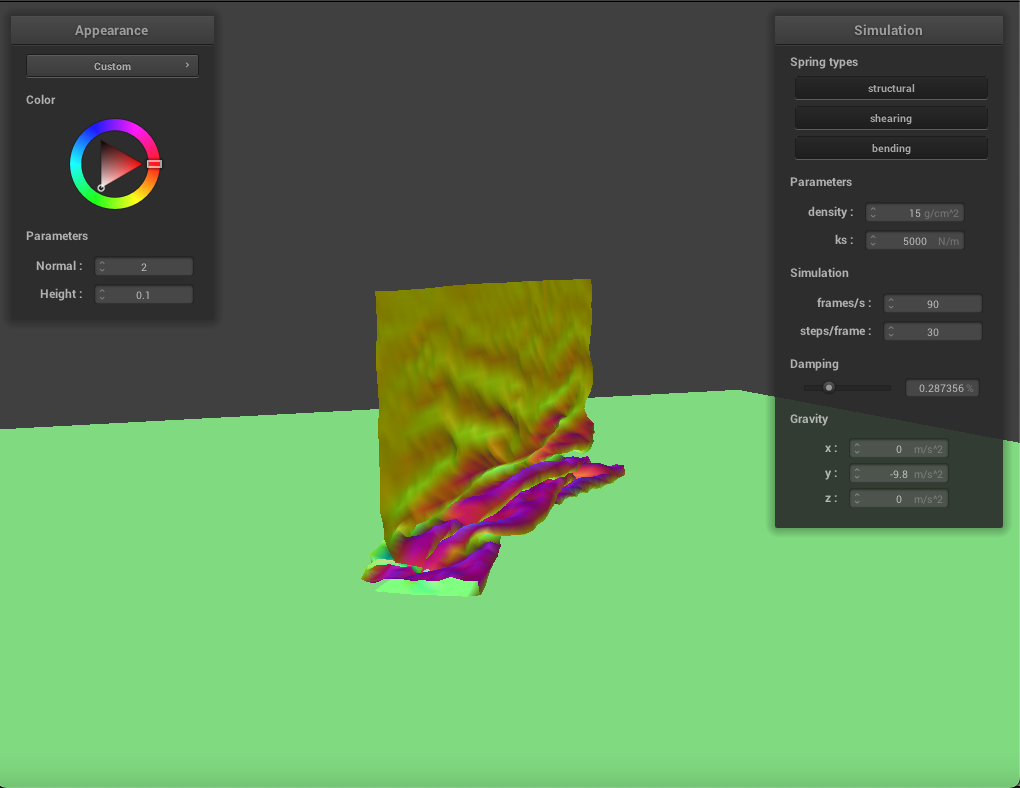 Appearance
Custom
Color
Parameters
Normal : 2
Height : 0.1
Simulation
Spring types
structural
shearing
bending
Parameters
density : 15 g/cm^2
ks : 5000 N/m
Simulation
frames/s : 90
steps/frame : 30
Damping
0.287356 %
Gravity
x : 0 m/s^2
y : -9.8 m/s^2
z : 0 m/s^2